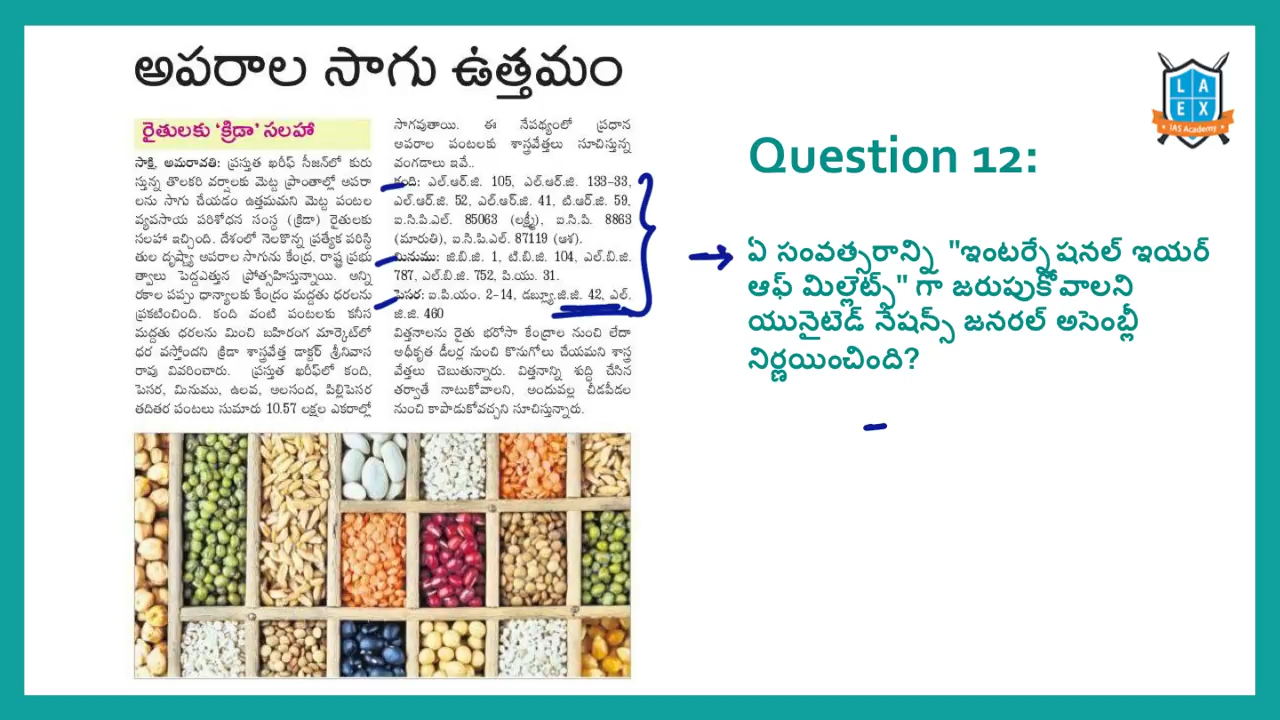 అపరాల సాగు ఉత్తమం
రైతులకు ‘క్రిడా’ సలహా
సాక్షి, అమరావతి: ప్రస్తుత ఖరీఫ్ సీజన్‌లో కురు
స్తున్న తొలకరి వర్షాలకు మెట్ట ప్రాంతాల్లో అపరా
లను సాగు చేయడం ఉత్తమమని మెట్ట పంటల
వ్యవసాయ పరిశోధన సంస్థ (క్రిడా) రైతులకు
సలహా ఇచ్చింది. దేశంలో నెలకొన్న ప్రత్యేక పరిస్థి
తుల దృష్ట్యా అపరాల సాగును కేంద్ర, రాష్ట్ర ప్రభు
త్వాలు పెద్దఎత్తున ప్రోత్సహిస్తున్నాయి. అన్ని
రకాల పప్పు ధాన్యాలకు కేంద్రం మద్దతు ధరలను
ప్రకటించింది. కంది వంటి పంటలకు కనీస
మద్దతు ధరలను మించి బహిరంగ మార్కెట్‌లో
ధర వస్తోందని క్రిడా శాస్త్రవేత్త డాక్టర్ శ్రీనివాస
రావు వివరించారు. ప్రస్తుత ఖరీఫ్‌లో కంది,
పెసర, మినుము, ఉలవ, అలసంద, పిల్లిపెసర
తదితర పంటలు సుమారు 10.57 లక్షల ఎకరాల్లో
సాగవుతాయి. ఈ నేపథ్యంలో ప్రధాన
అపరాల పంటలకు శాస్త్రవేత్తలు సూచిస్తున్న
వంగడాలు ఇవే..
కంది: ఎల్.ఆర్.జి. 105, ఎల్.ఆర్.జి. 133–33,
ఎల్.ఆర్.జి. 52, ఎల్.ఆర్.జి. 41, టి.ఆర్.జి. 59,
ఐ.సి.పి.ఎల్. 85063 (లక్ష్మీ), ఐ.సి.పి. 8863
(మారుతి), ఐ.సి.పి.ఎల్. 87119 (ఆశ).
మినుము: జి.బి.జి. 1, టి.బి.జి. 104, ఎల్.బి.జి.
787, ఎల్.బి.జి. 752, పి.యు. 31.
పెసర: ఐ.పి.యం. 2–14, డబ్ల్యూ.జి.జి. 42, ఎల్.
జి.జి. 460
విత్తనాలను రైతు భరోసా కేంద్రాల నుంచి లేదా
అధీకృత డీలర్ల నుంచి కొనుగోలు చేయమని శాస్త్ర
వేత్తలు చెబుతున్నారు. విత్తనాన్ని శుద్ధి చేసిన
తర్వాతే నాటుకోవాలని, అందువల్ల చీడపీడల
నుంచి కాపాడుకోవచ్చని సూచిస్తున్నారు.
L A
E X
IAS Academy
Question 12:
ఏ సంవత్సరాన్ని "ఇంటర్నేషనల్ ఇయర్
ఆఫ్ మిల్లెట్స్" గా జరుపుకోవాలని
యునైటెడ్ నేషన్స్ జనరల్ అసెంబ్లీ
నిర్ణయించింది?